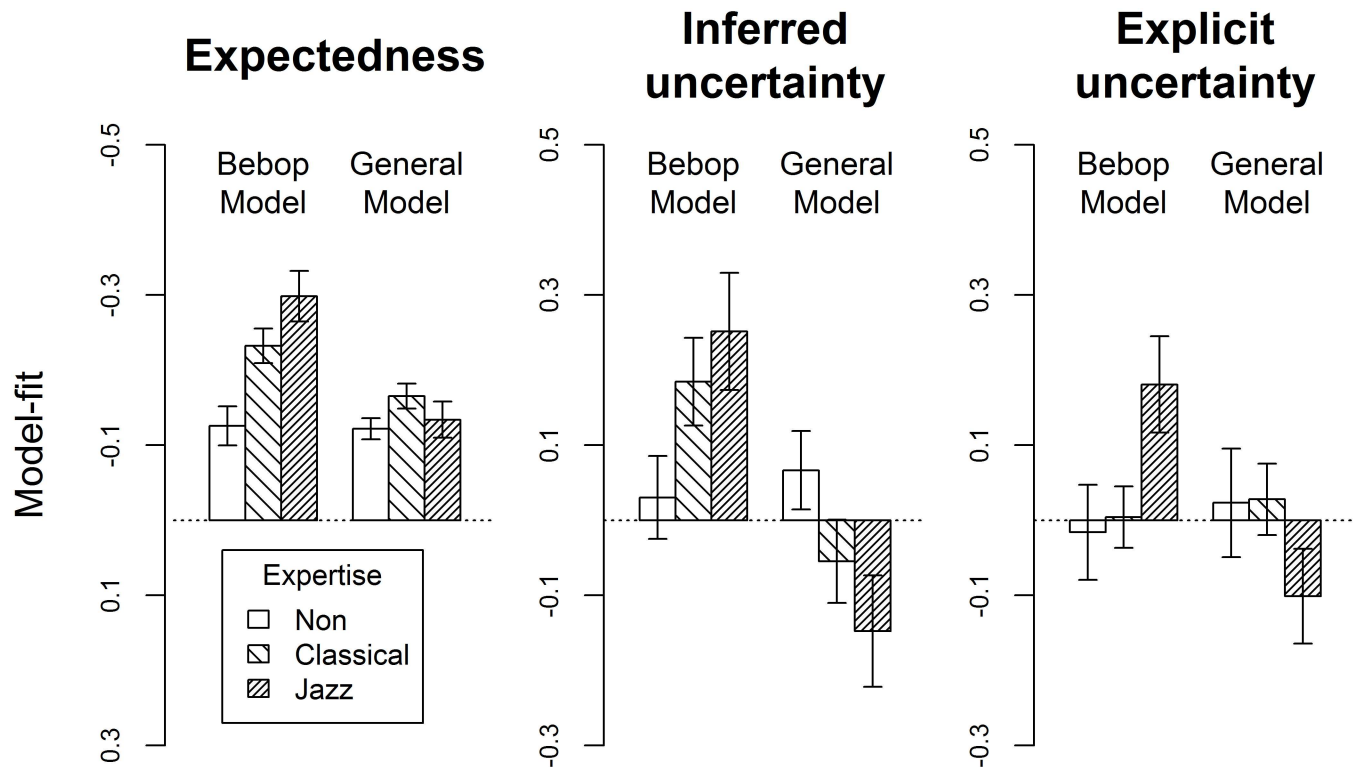 Expectedness
Inferred
uncertainty
Explicit
uncertainty
Model-fit
-0.5
-0.3
-0.1
0.1
0.3
Bebop
Model
General
Model
Expertise
Non
Classical
Jazz
0.5
0.3
0.1
-0.1
-0.3
Bebop
Model
General
Model
0.5
0.3
0.1
-0.1
-0.3
Bebop
Model
General
Model